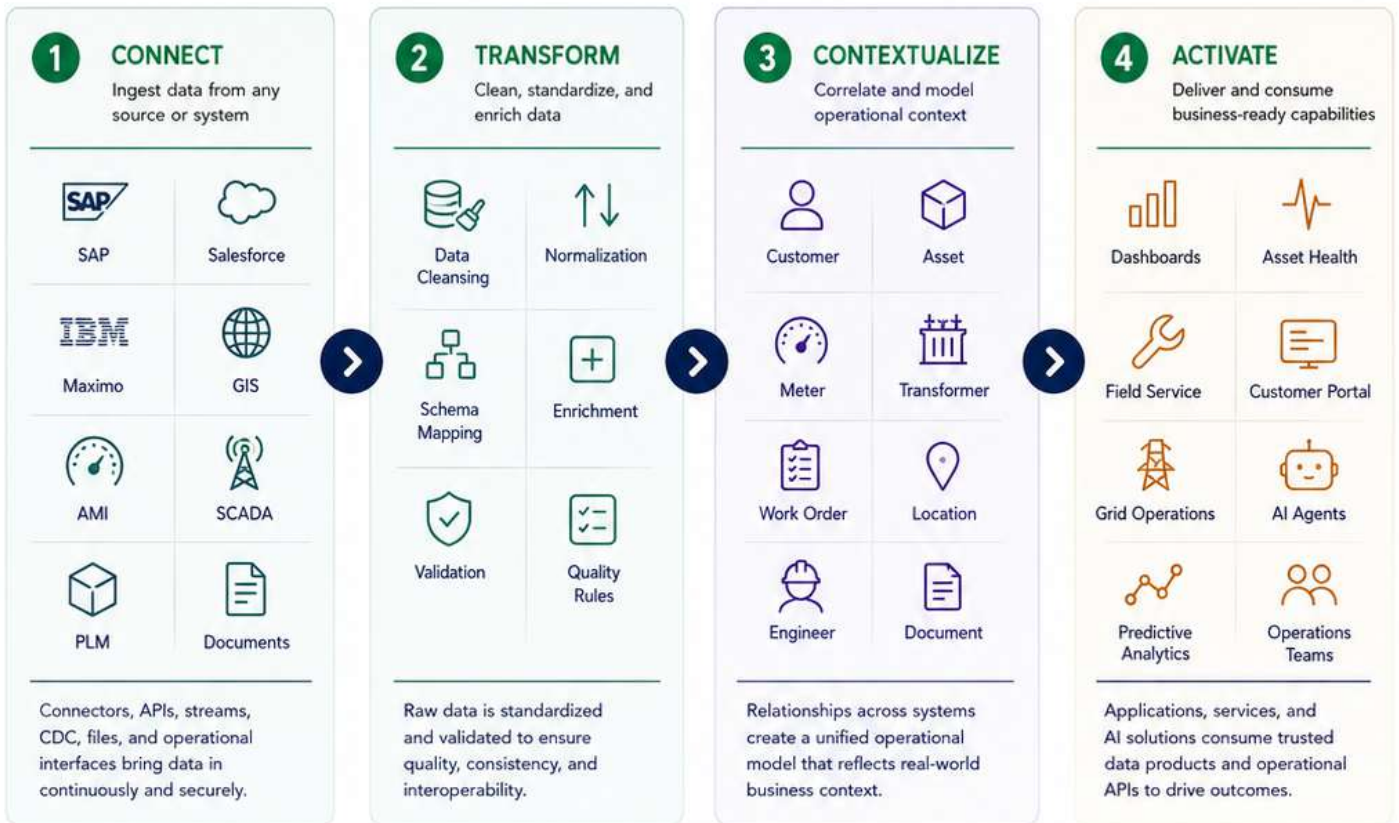 1 CONNECT
Ingest data from any
source or system
SAP
SAP
Salesforce
IBM
Maximo
GIS
AMI
SCADA
PLM
Documents
Connectors, APIs, streams,
CDC, files, and operational
interfaces bring data in
continuously and securely.
2 TRANSFORM
Clean, standardize, and
enrich data
Data
Cleansing
Normalization
Schema
Mapping
Enrichment
Validation
Quality
Rules
Raw data is standardized
and validated to ensure
quality, consistency, and
interoperability.
3 CONTEXTUALIZE
Correlate and model
operational context
Customer
Asset
Meter
Transformer
Work Order
Location
Engineer
Document
Relationships across systems
create a unified operational
model that reflects real-world
business context.
4 ACTIVATE
Deliver and consume
business-ready capabilities
Dashboards
Asset Health
Field Service
Customer Portal
Grid Operations
AI Agents
Predictive
Analytics
Operations
Teams
Applications, services, and
AI solutions consume trusted
data products and operational
APIs to drive outcomes.